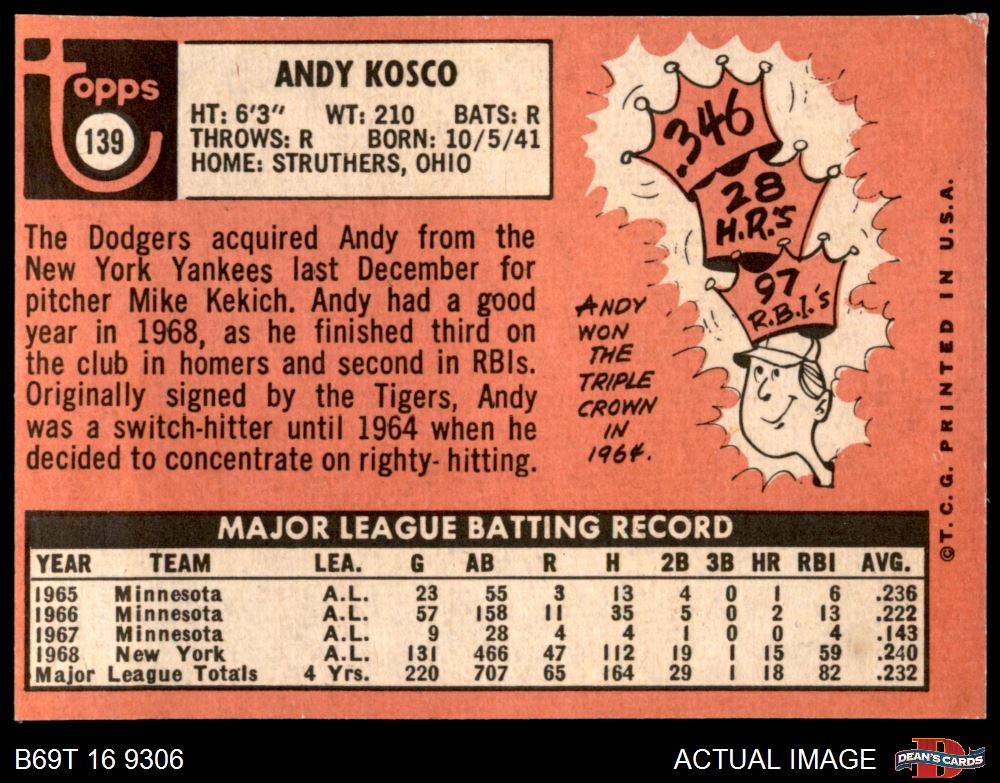 Topps
139
ANDY KOSCO
HT: 6'3" WT: 210 BATS: R
THROWS: R BORN: 10/5/41
HOME: STRUTHERS, OHIO
The Dodgers acquired Andy from the
New York Yankees last December for
pitcher Mike Kekich. Andy had a good
year in 1968, as he finished third on
the club in homers and second in RBIs.
Originally signed by the Tigers, Andy
was a switch-hitter until 1964 when he
decided to concentrate on righty- hitting.
.346
28
H.R.'S
97
R.B.I.'s
ANDY
WON
THE
TRIPLE
CROWN
IN
1964.
©T. C. G. PRINTED IN U.S.A.
MAJOR LEAGUE BATTING RECORD
YEAR TEAM LEA. G AB R H 2B 3B HR RBI AVG.
1965 Minnesota A.L. 23 55 3 13 4 0 1 6 .236
1966 Minnesota A.L. 57 158 11 35 5 0 2 13 .222
1967 Minnesota A.L. 9 28 4 4 1 0 0 4 .143
1968 New York A.L. 131 466 47 112 19 1 15 59 .240
Major League Totals 4 Yrs. 220 707 65 164 29 1 18 82 .232
B69T 16 9306
ACTUAL IMAGE
D
DEAN'S CARDS